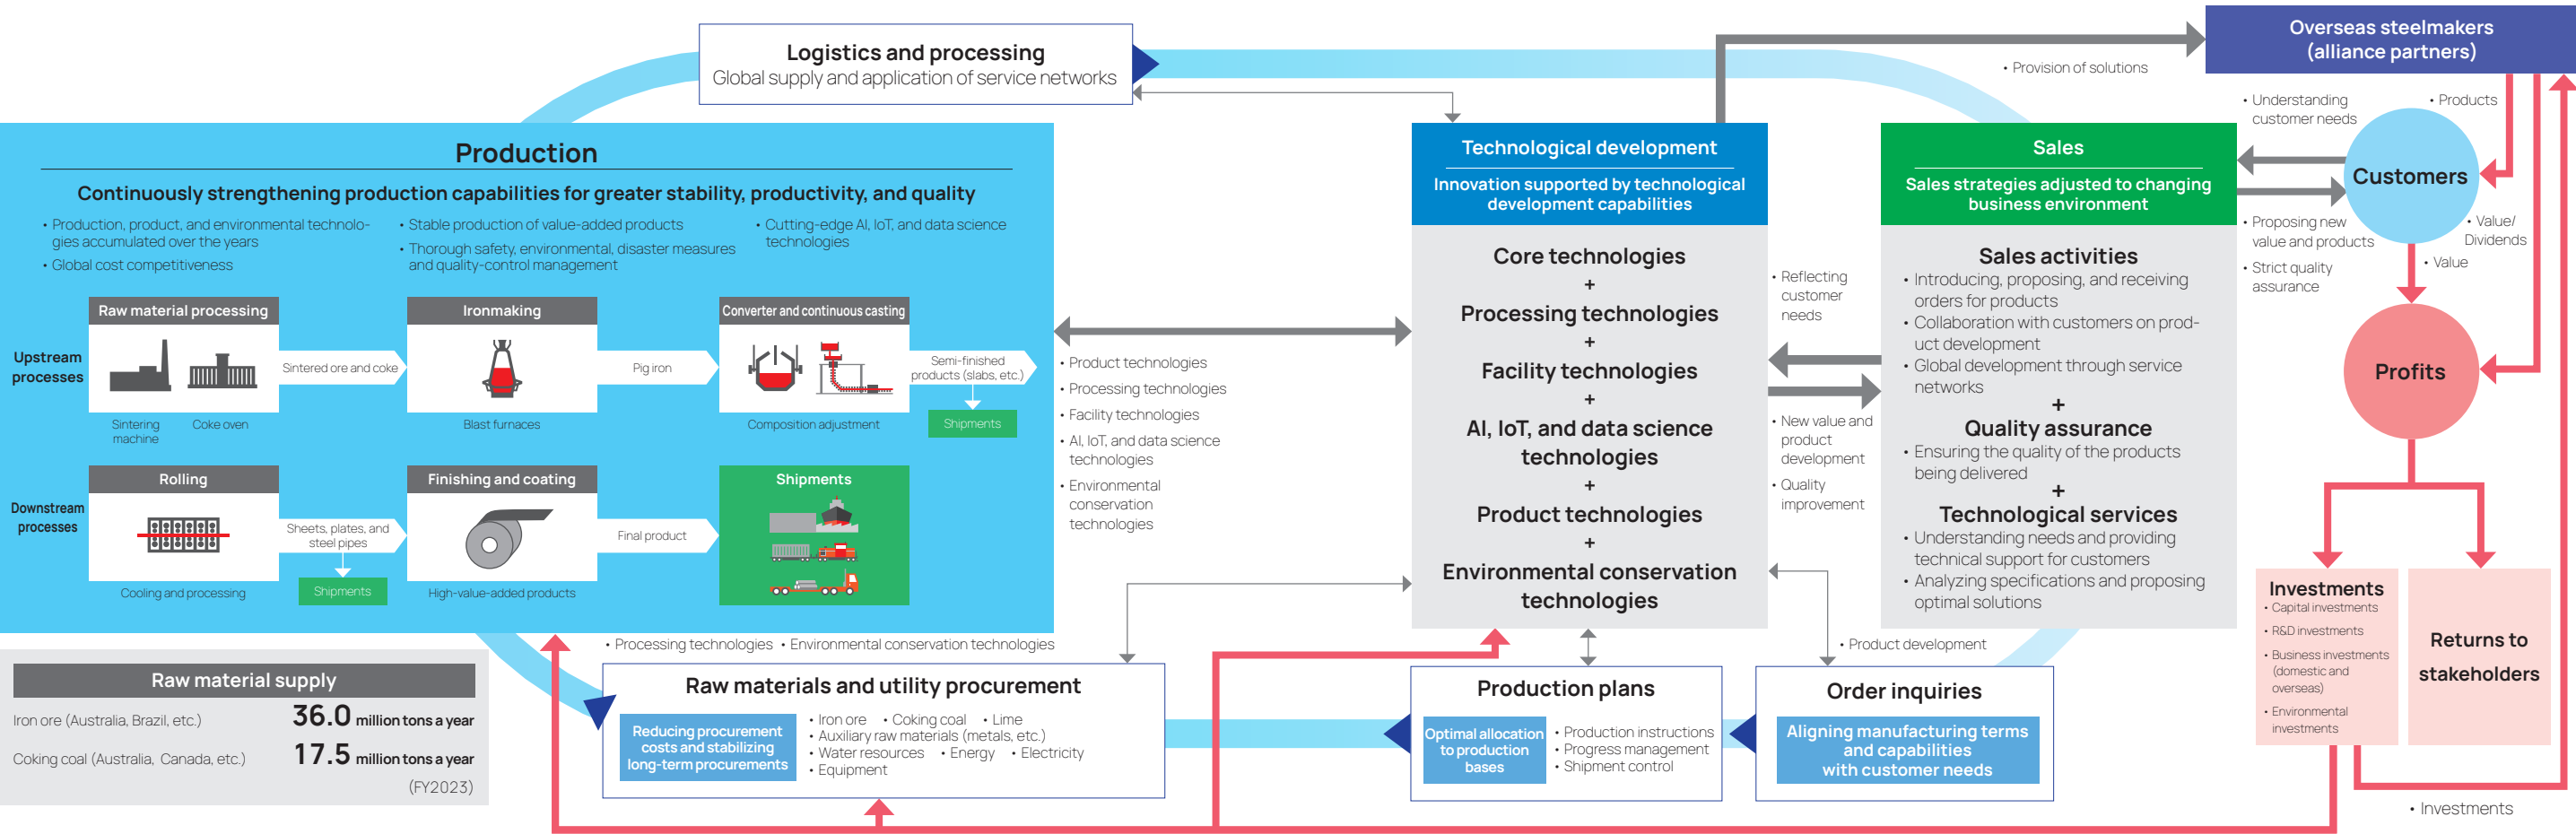 Logistics and processing
Global supply and application of service networks
Overseas steelmakers
(alliance partners)
• Provision of solutions
Production
Continuously strengthening production capabilities for greater stability, productivity, and quality
• Production, product, and environmental technolo-
gies accumulated over the years
• Global cost competitiveness
• Stable production of value-added products
• Thorough safety, environmental, disaster measures
and quality-control management
• Cutting-edge AI, IoT, and data science
technologies
Upstream
processes
Raw material processing
Sintering
machine
Coke oven
Sintered ore and coke
Ironmaking
Blast furnaces
Pig iron
Converter and continuous casting
Composition adjustment
Semi-finished
products (slabs, etc.)
Shipments
Downstream
processes
Rolling
Cooling and processing
Sheets, plates, and
steel pipes
Shipments
Finishing and coating
High-value-added products
Final product
Shipments
• Product technologies
• Processing technologies
• Facility technologies
• AI, IoT, and data science
technologies
• Environmental
conservation
technologies
Technological development
Innovation supported by technological
development capabilities
Core technologies
+
Processing technologies
+
Facility technologies
+
AI, IoT, and data science
technologies
+
Product technologies
+
Environmental conservation
technologies
• Reflecting
customer
needs
• New value and
product
development
• Quality
improvement
Sales
Sales strategies adjusted to changing
business environment
Sales activities
• Introducing, proposing, and receiving
orders for products
• Collaboration with customers on prod-
uct development
• Global development through service
networks
+
Quality assurance
• Ensuring the quality of the products
being delivered
+
Technological services
• Understanding needs and providing
technical support for customers
• Analyzing specifications and proposing
optimal solutions
• Understanding
customer needs
• Products
Customers
• Proposing new
value and products
• Strict quality
assurance
• Value/
Dividends
• Value
Profits
Investments
• Capital investments
• R&D investments
• Business investments
(domestic and
overseas)
• Environmental
investments
Returns to
stakeholders
• Investments
Raw material supply
Iron ore (Australia, Brazil, etc.) 36.0 million tons a year
Coking coal (Australia, Canada, etc.) 17.5 million tons a year
(FY2023)
• Processing technologies • Environmental conservation technologies
Raw materials and utility procurement
Reducing procurement
costs and stabilizing
long-term procurements
• Iron ore • Coking coal • Lime
• Auxiliary raw materials (metals, etc.)
• Water resources • Energy • Electricity
• Equipment
Production plans
Optimal allocation
to production
bases
• Production instructions
• Progress management
• Shipment control
• Product development
Order inquiries
Aligning manufacturing terms
and capabilities
with customer needs